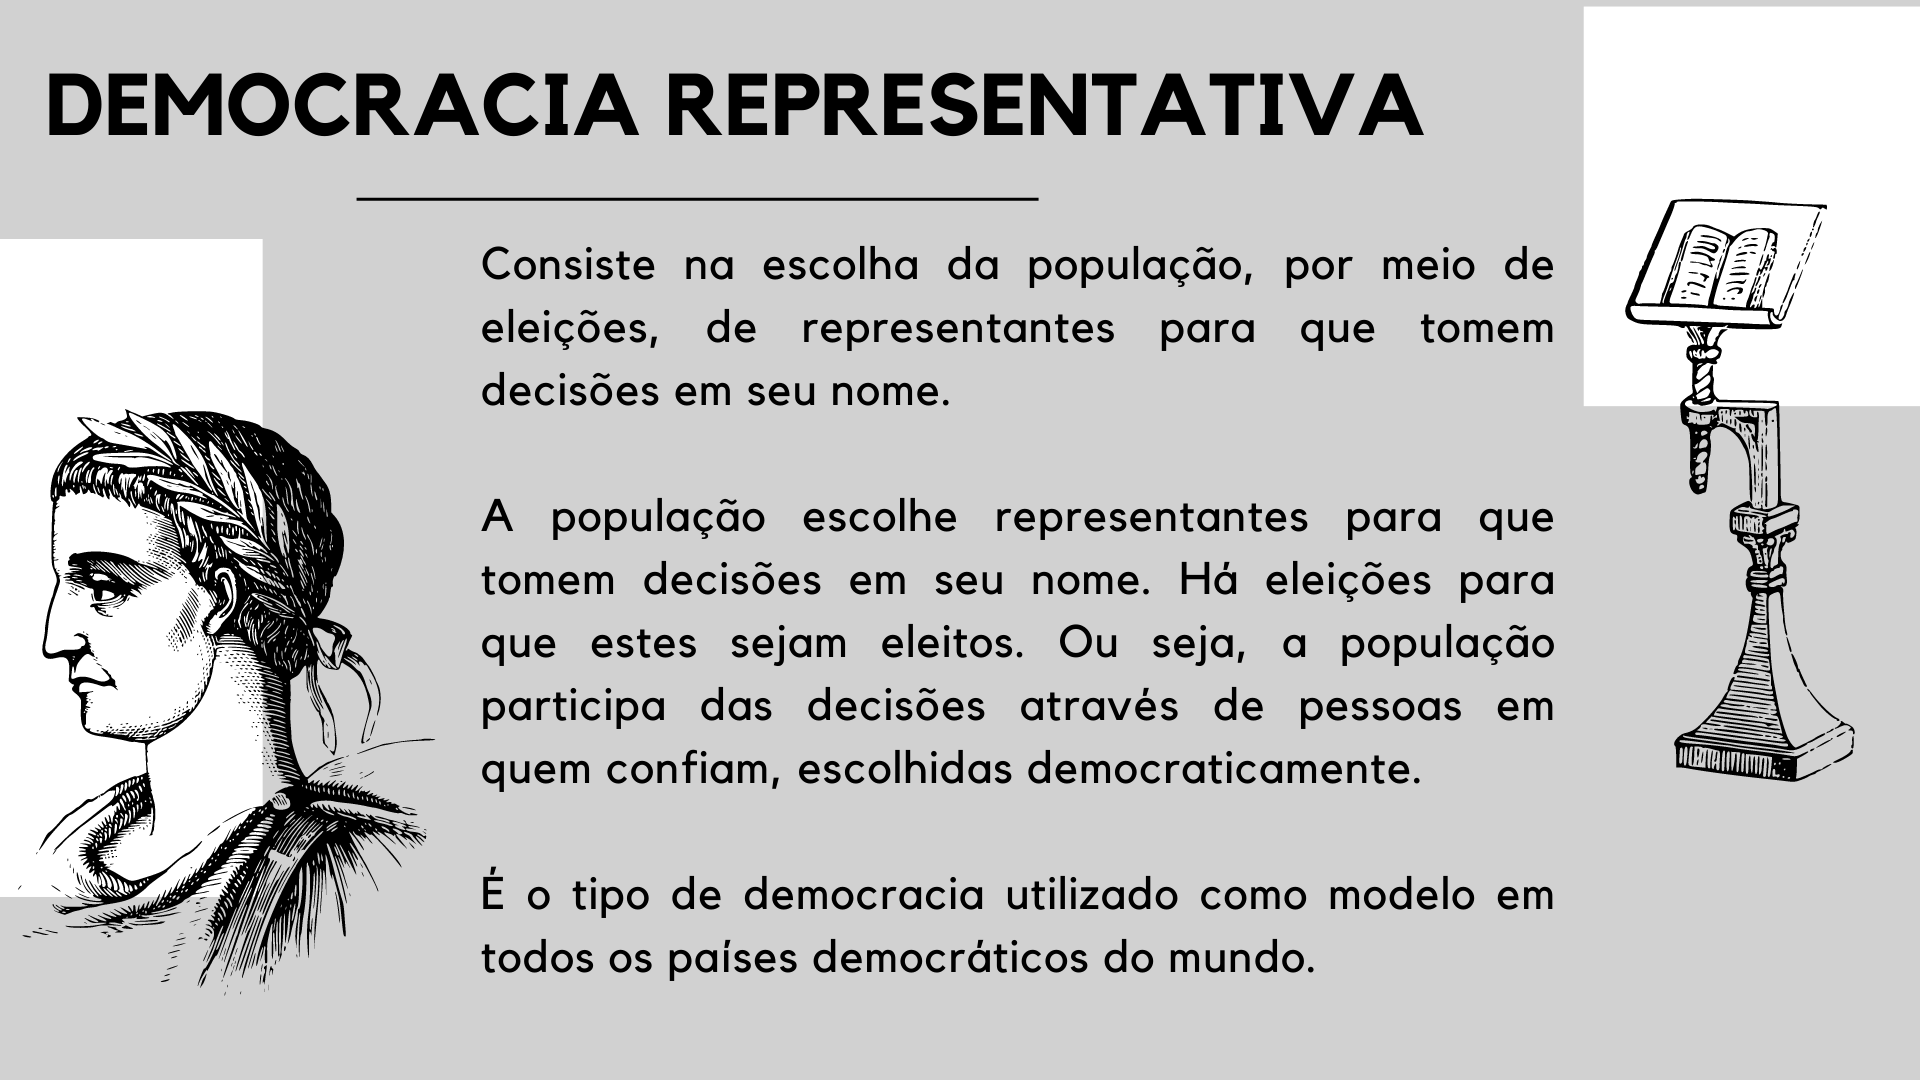 DEMOCRACIA REPRESENTATIVA
Consiste na escolha da população, por meio de
eleições, de representantes para que tomem
decisões em seu nome.
A população escolhe representantes para que
tomem decisões em seu nome. Há eleições para
que estes sejam eleitos. Ou seja, a população
participa das decisões através de pessoas em
quem confiam, escolhidas democraticamente.
É o tipo de democracia utilizado como modelo em
todos os países democráticos do mundo.